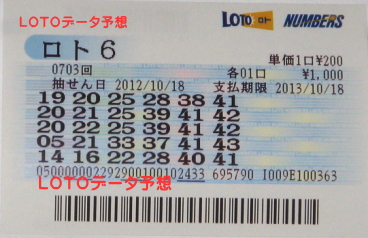 LOTOデータ予想
LOTO ロト NUMBERS
ロト6
単価1口¥200
0703回 各01口 ¥1,000
抽せん日 2012/10/18 支払期限 2013/10/18
19 20 25 28 38 41
20 21 25 39 41 42
20 22 25 39 41 42
05 21 33 37 41 43
14 16 22 28 40 41
050000002292900100102433 695790 I009E100363
LOTOデータ予想